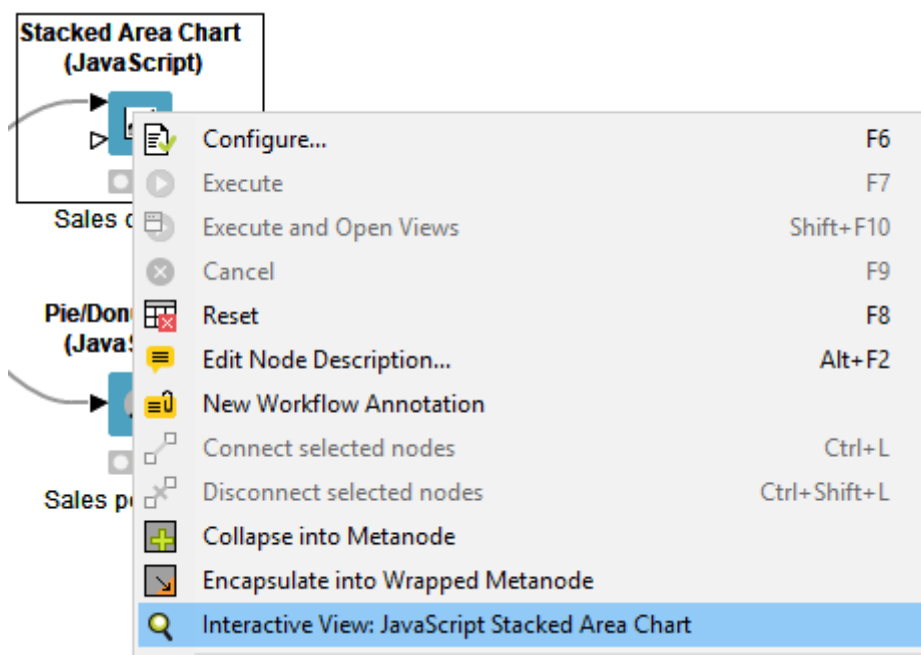 Stacked Area Chart
(JavaScript)
Configure... F6
Execute F7
Sales
Execute and Open Views Shift+F10
Cancel F9
Reset F8
Edit Node Description... Alt+F2
New Workflow Annotation
Connect selected nodes Ctrl+L
Sales
Disconnect selected nodes Ctrl+Shift+L
Collapse into Metanode
Encapsulate into Wrapped Metanode
Interactive View: JavaScript Stacked Area Chart